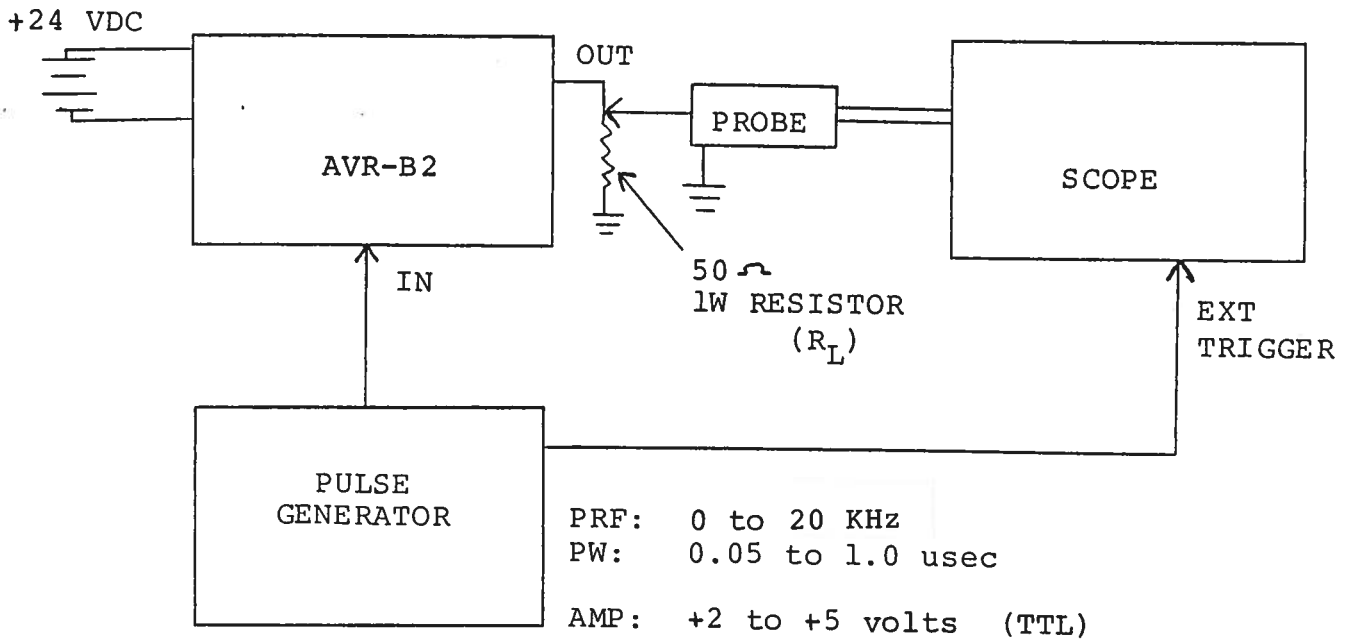 +24 VDC
OUT
PROBE
AVR-B2
SCOPE
IN
50 Ω
1W RESISTOR
(RL)
EXT
TRIGGER
PULSE
GENERATOR
PRF: 0 to 20 KHz
PW: 0.05 to 1.0 usec
AMP: +2 to +5 volts (TTL)